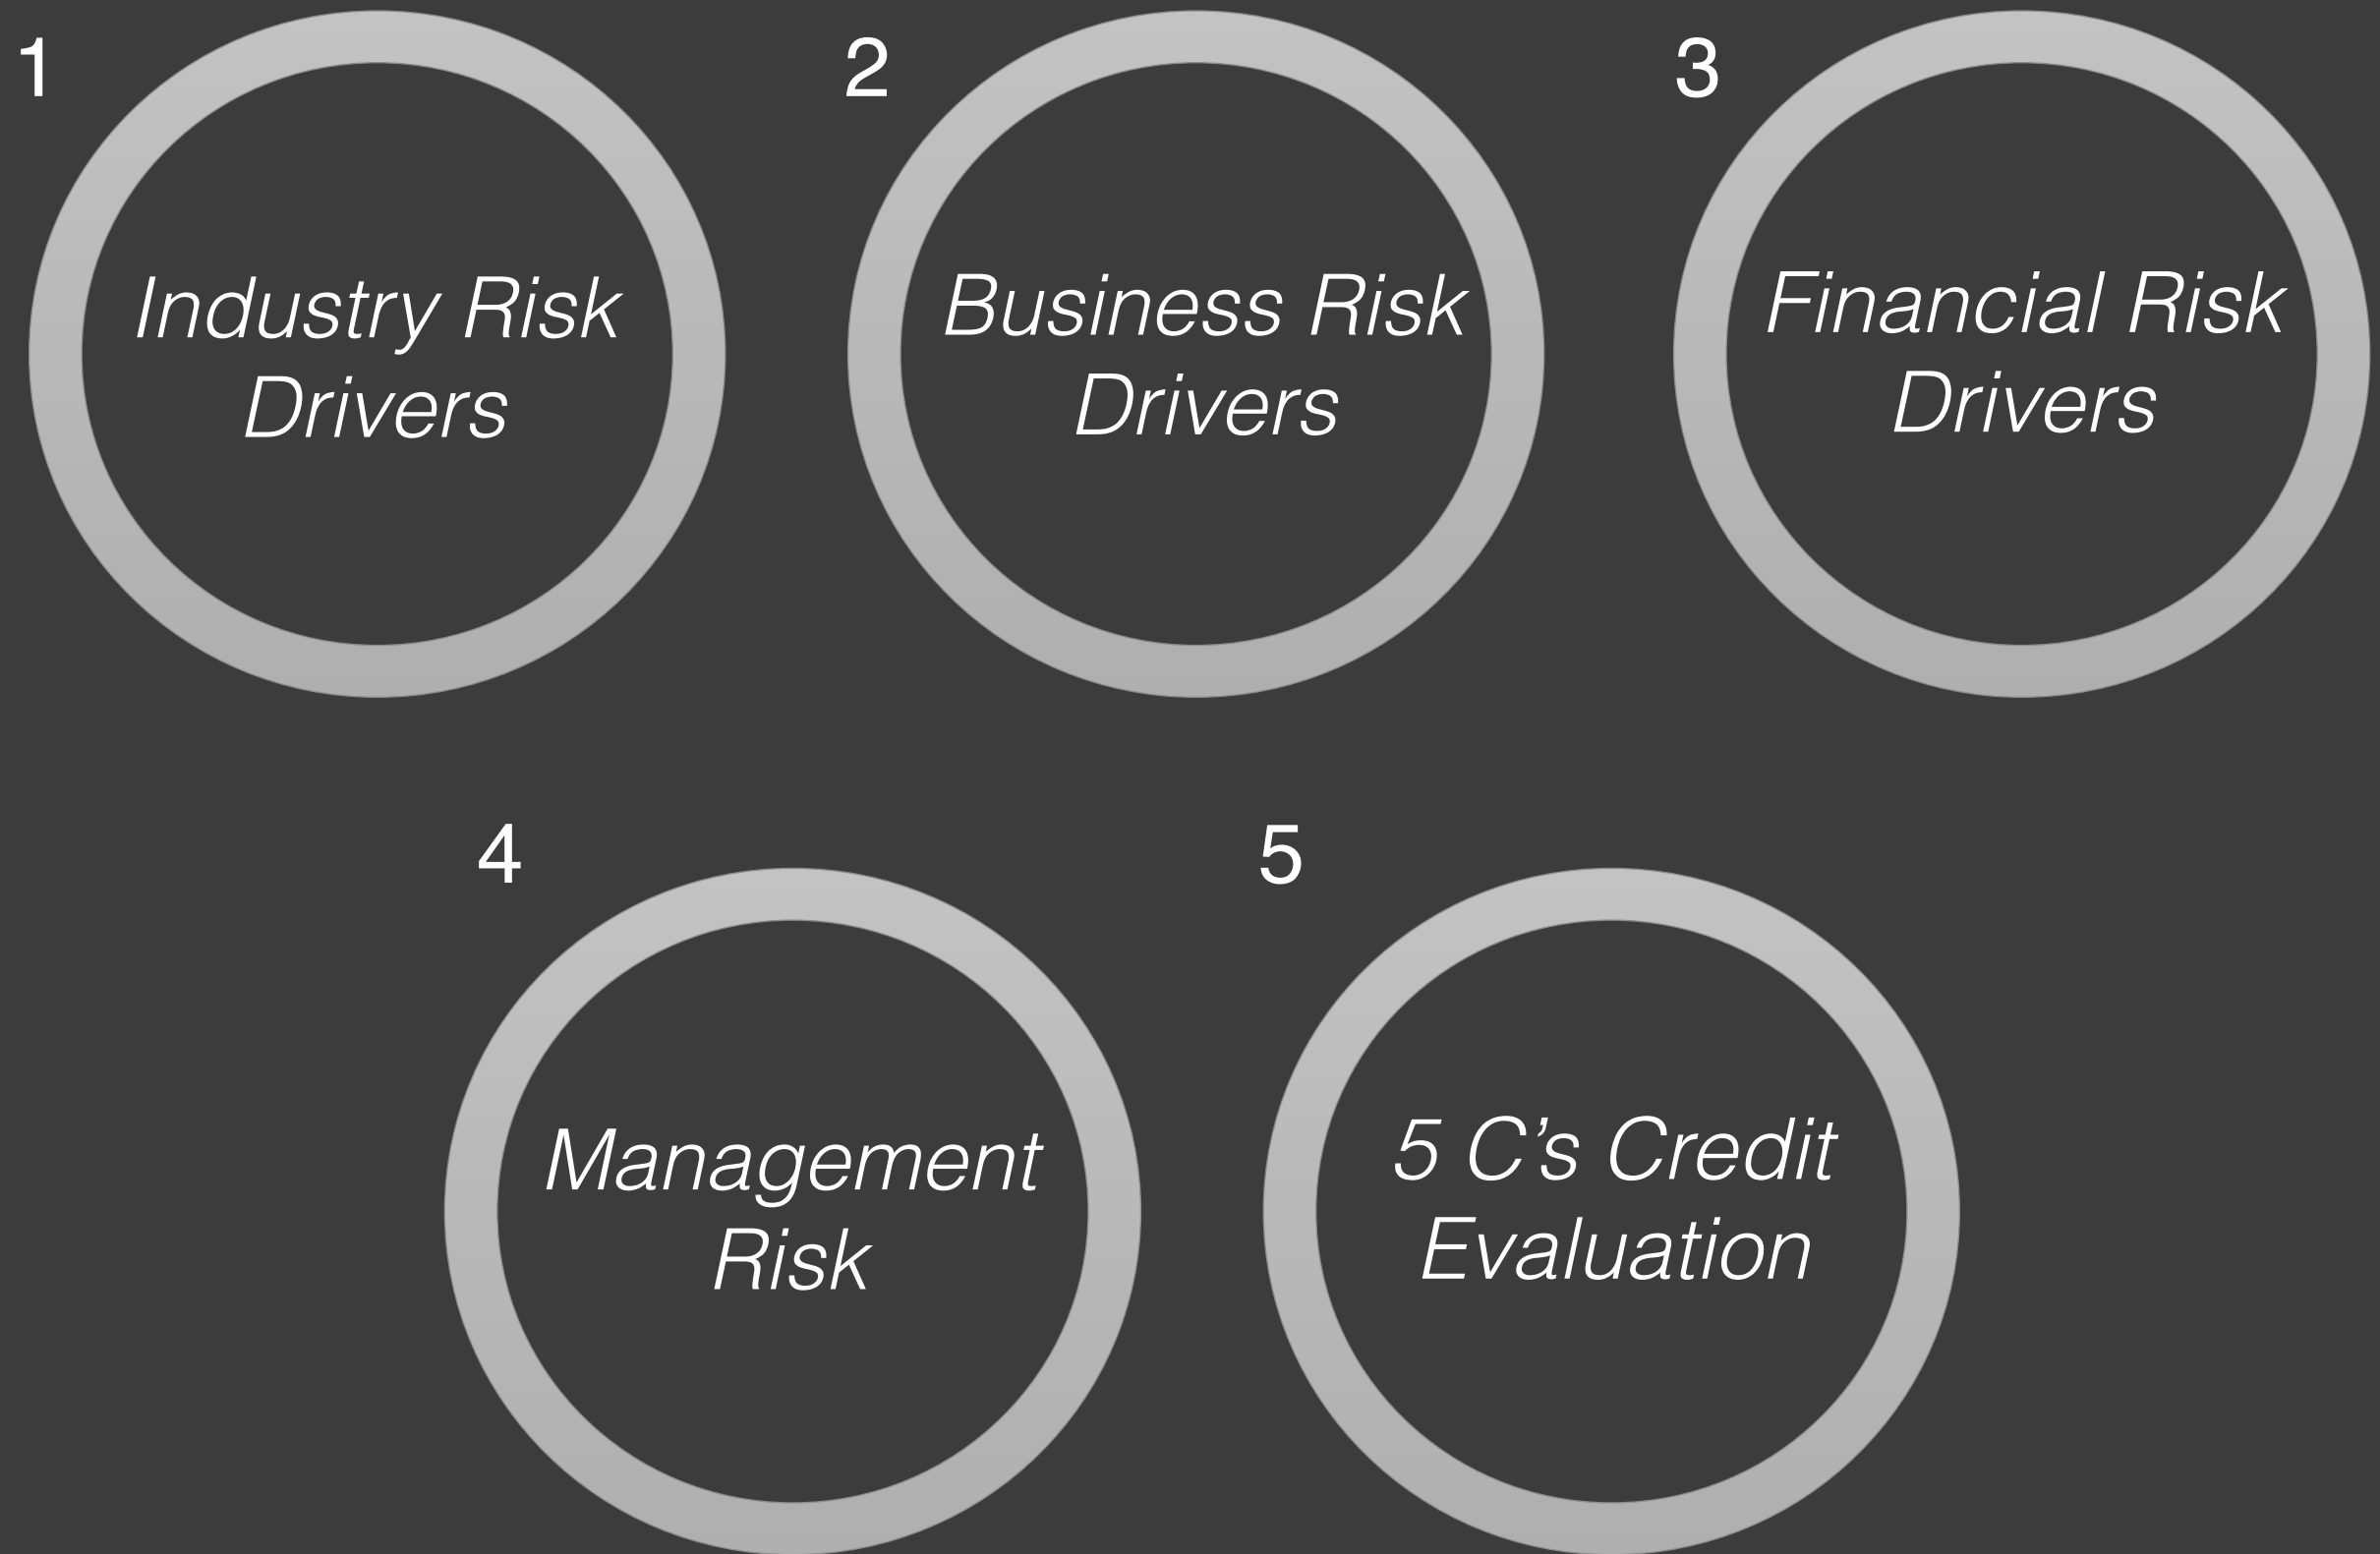 1
Industry Risk
Drivers
2
Business Risk
Drivers
3
Financial Risk
Drivers
4
Management
Risk
5
5 C’s Credit
Evaluation